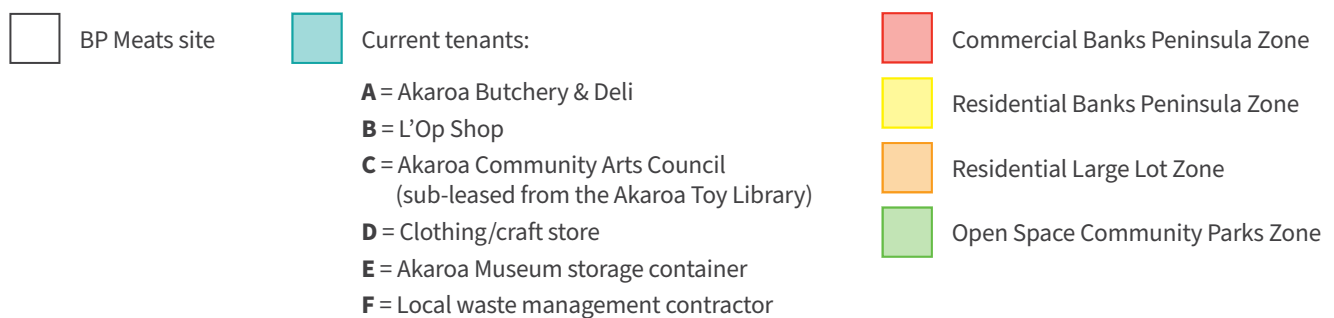 BP Meats site
Current tenants:
A = Akaroa Butchery & Deli
B = L’Op Shop
C = Akaroa Community Arts Council
(sub-leased from the Akaroa Toy Library)
D = Clothing/craft store
E = Akaroa Museum storage container
F = Local waste management contractor
Commercial Banks Peninsula Zone
Residential Banks Peninsula Zone
Residential Large Lot Zone
Open Space Community Parks Zone